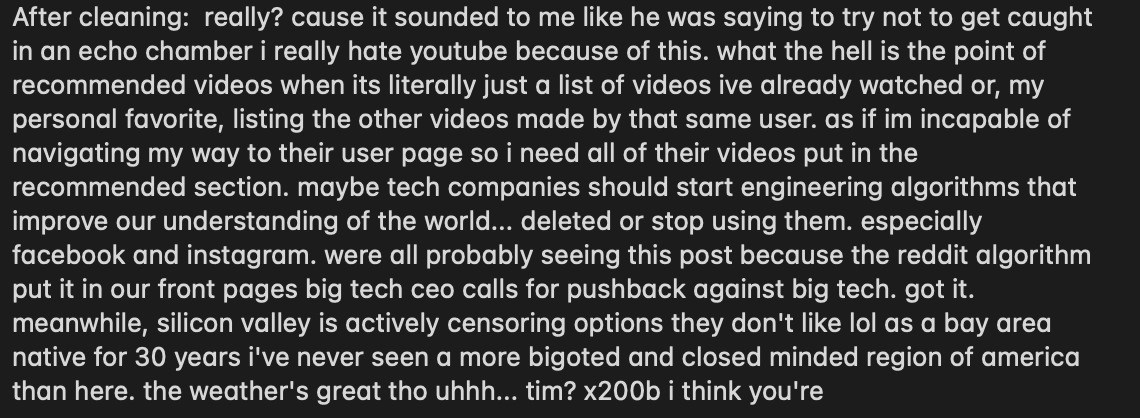 After cleaning:  really? cause it sounded to me like he was saying to try not to get caught
in an echo chamber i really hate youtube because of this. what the hell is the point of
recommended videos when its literally just a list of videos ive already watched or, my
personal favorite, listing the other videos made by that same user. as if im incapable of
navigating my way to their user page so i need all of their videos put in the
recommended section. maybe tech companies should start engineering algorithms that
improve our understanding of the world... deleted or stop using them. especially
facebook and instagram. were all probably seeing this post because the reddit algorithm
put it in our front pages big tech ceo calls for pushback against big tech. got it.
meanwhile, silicon valley is actively censoring options they don't like lol as a bay area
native for 30 years i've never seen a more bigoted and closed minded region of america
than here. the weather's great tho uhhh... tim? x200b i think you're